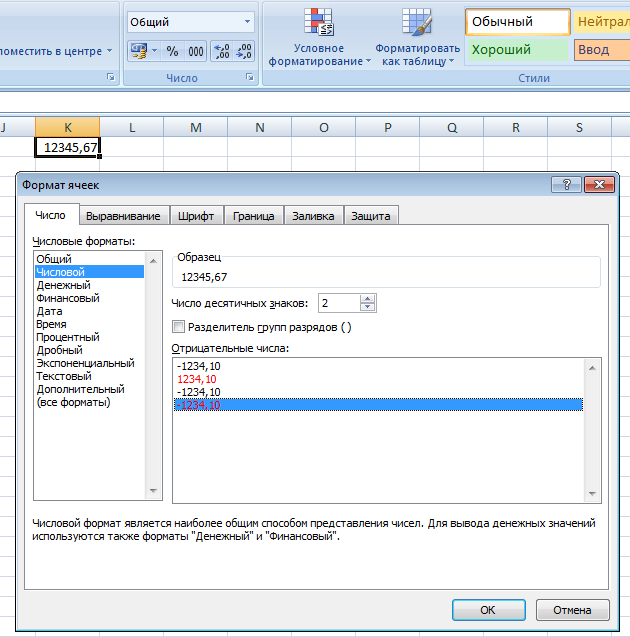 Общий
Обычный
Нейтрал
поместить в центре
%
000
,00
,0
Условное форматирование
Форматировать как таблицу
Хороший
Ввод
Число
Стили
J K L M N O P Q R S
12345,67
Формат ячеек
?
Число Выравнивание Шрифт Граница Заливка Защита
Числовые форматы:
Общий
Числовой
Денежный
Финансовый
Дата
Время
Процентный
Дробный
Экспоненциальный
Текстовый
Дополнительный
(все форматы)
Образец
12345,67
Число десятичных знаков: 2
Разделитель групп разрядов ( )
Отрицательные числа:
-1234,10
1234,10
-1234,10
-1234,10
Числовой формат является наиболее общим способом представления чисел. Для вывода денежных значений
используются также форматы "Денежный" и "Финансовый".
OK Отмена